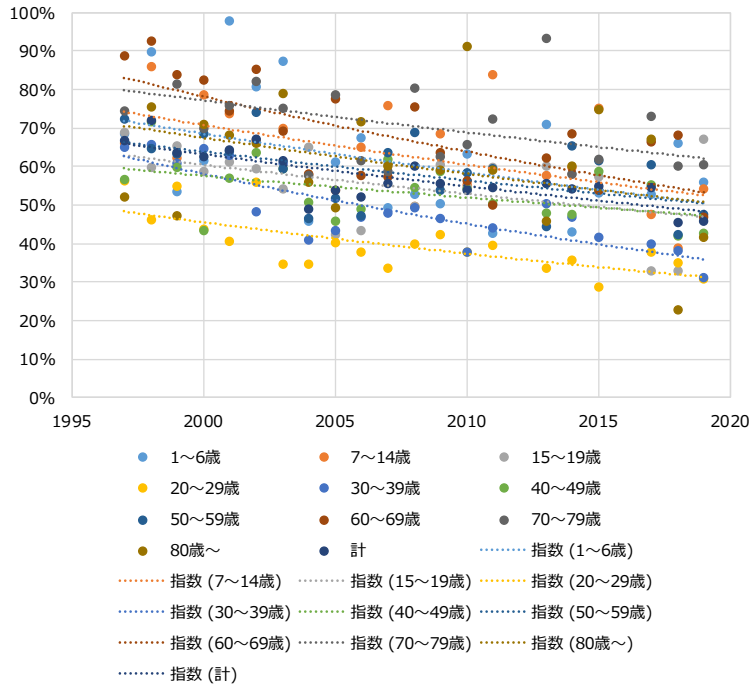 100%
90%
80%
70%
60%
50%
40%
30%
20%
10%
0%
1995 2000 2005 2010 2015 2020
1～6歳 7～14歳 15～19歳
20～29歳 30～39歳 40～49歳
50～59歳 60～69歳 70～79歳
80歳～ 計 指数 (1～6歳)
指数 (7～14歳) 指数 (15～19歳) 指数 (20～29歳)
指数 (30～39歳) 指数 (40～49歳) 指数 (50～59歳)
指数 (60～69歳) 指数 (70～79歳) 指数 (80歳～)
指数 (計)